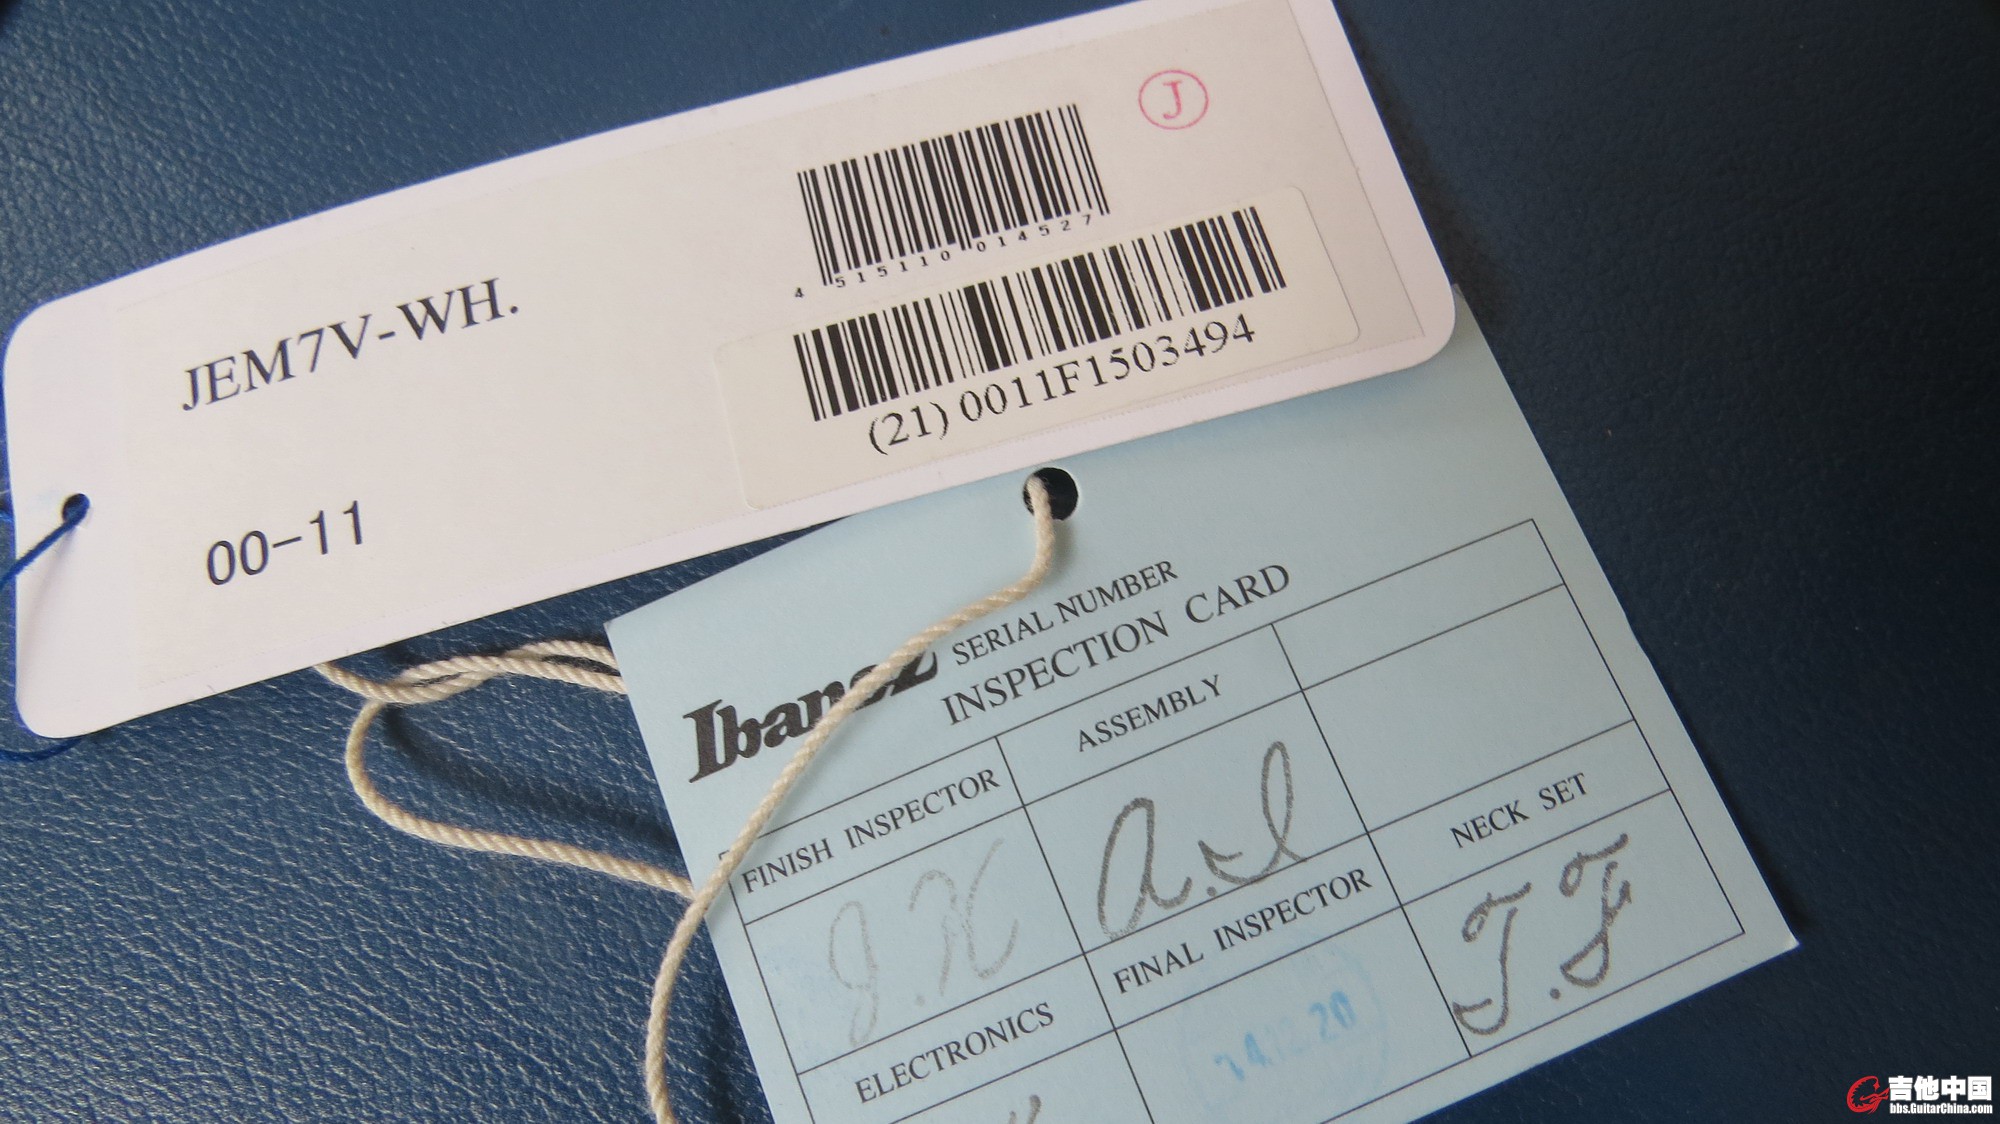 JEM7V-WH.
00-11
4 515110 014527
J
(21) 0011F1503494
Ibanez
SERIAL NUMBER
INSPECTION CARD
FINISH INSPECTOR
ASSEMBLY
J.K
a.I
NECK SET
T.F
ELECTRONICS
FINAL INSPECTOR
吉他中国
bbs.GuitarChina.com